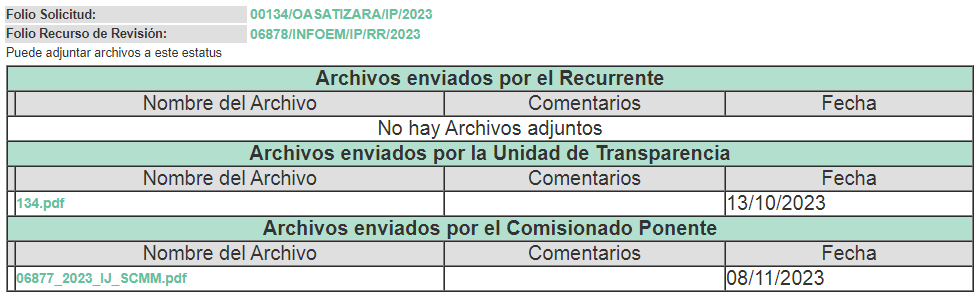 Folio Solicitud: 00134/OASATIZARA/IP/2023
Folio Recurso de Revisión: 06878/INFOEM/IP/RR/2023
Puede adjuntar archivos a este estatus
Archivos enviados por el Recurrente
Nombre del Archivo Comentarios Fecha
No hay Archivos adjuntos
Archivos enviados por la Unidad de Transparencia
Nombre del Archivo Comentarios Fecha
134.pdf 13/10/2023
Archivos enviados por el Comisionado Ponente
Nombre del Archivo Comentarios Fecha
06877_2023_IJ_SCMM.pdf 08/11/2023